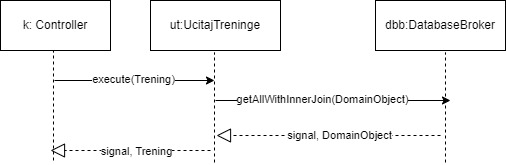 k: Controller
ut:UcitajTreninge
dbb:DatabaseBroker
execute(Trening)
getAllWithInnerJoin(DomainObject)
signal, DomainObject
signal, Trening